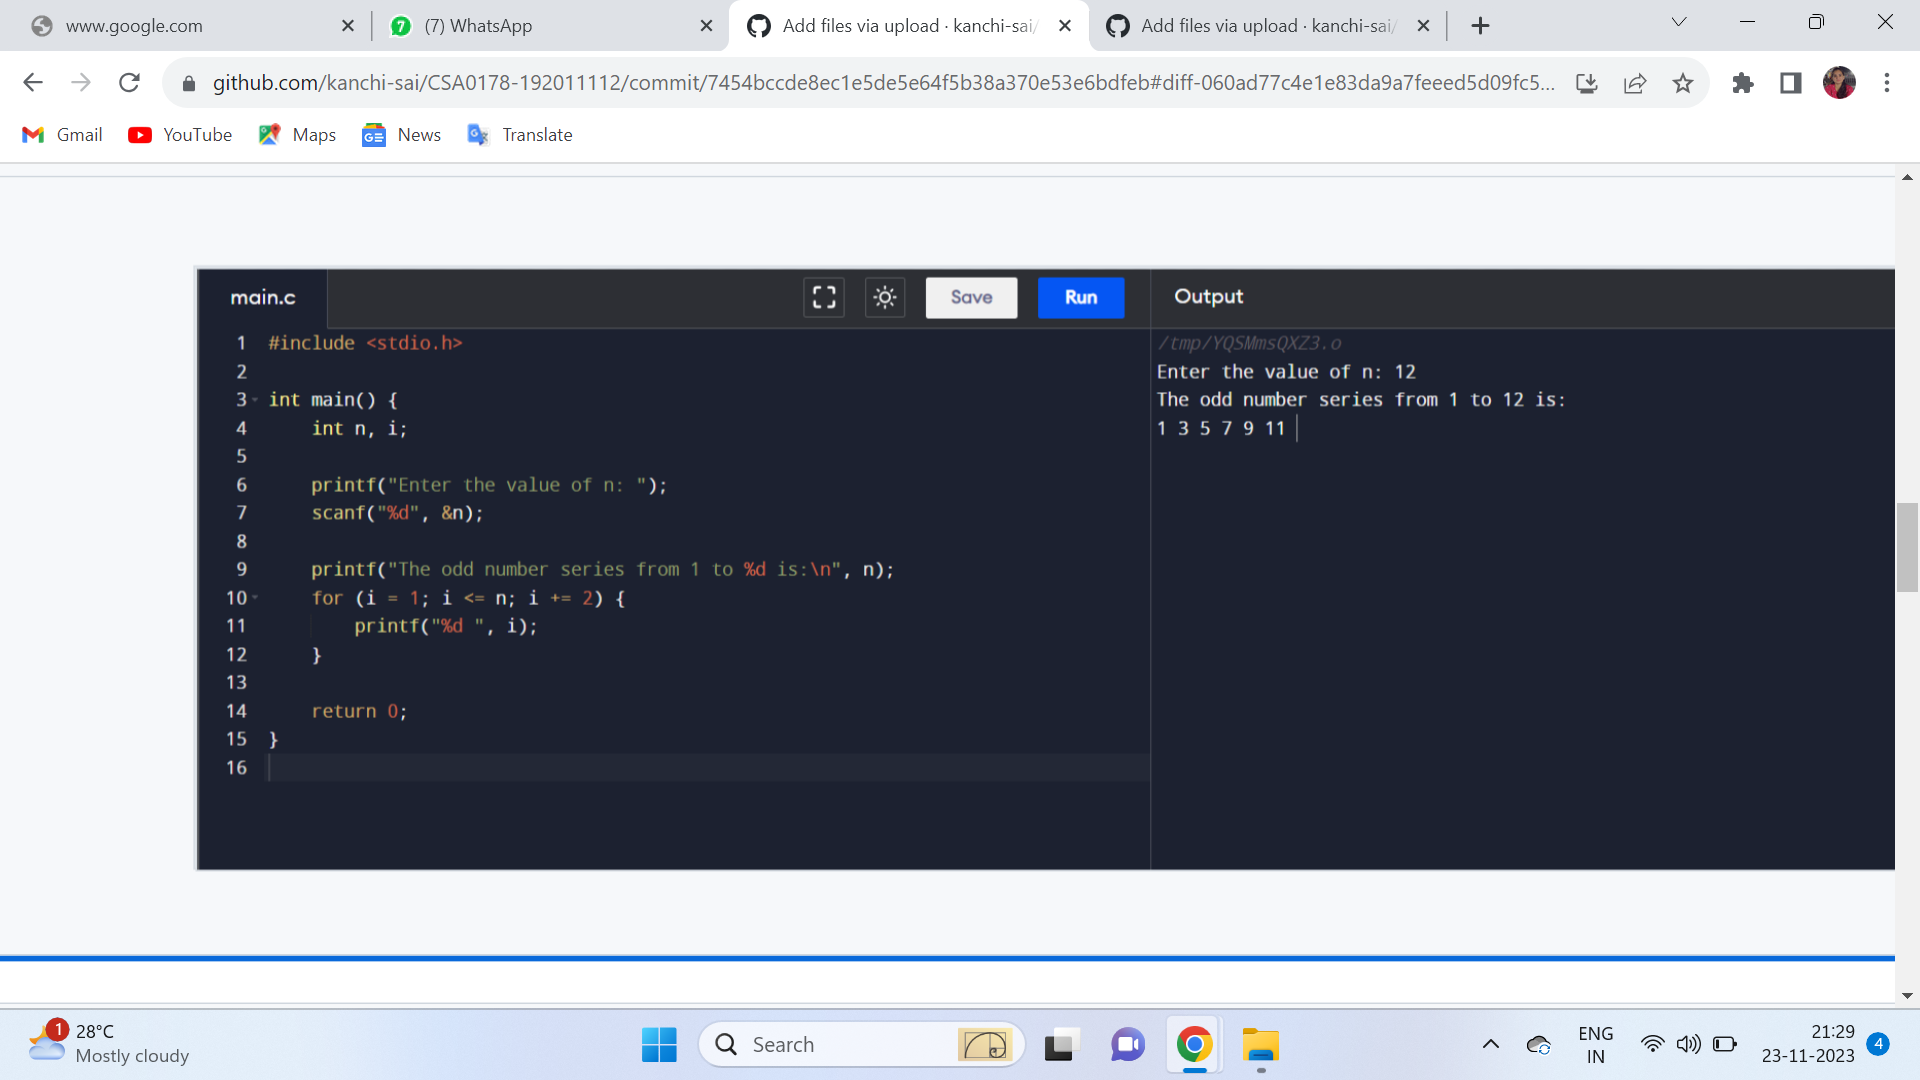 www.google.com
7 (7) WhatsApp
Add files via upload · kanchi-sai/
Add files via upload · kanchi-sai/
github.com/kanchi-sai/CSA0178-192011112/commit/7454bccde8ec1e5de5e64f5b38a370e53e6bdfeb#diff-060ad77c4e1e83da9a7feeed5d09fc5...
Gmail YouTube Maps News Translate
main.c Save Run Output
1 #include <stdio.h>
2
3 int main() {
4     int n, i;
5
6     printf("Enter the value of n: ");
7     scanf("%d", &n);
8
9     printf("The odd number series from 1 to %d is:\n", n);
10     for (i = 1; i <= n; i += 2) {
11         printf("%d ", i);
12     }
13
14     return 0;
15 }
16
/tmp/YQSMmsQXZ3.o
Enter the value of n: 12
The odd number series from 1 to 12 is:
1 3 5 7 9 11
1 28°C
Mostly cloudy
Search
ENG
IN
21:29
23-11-2023
4